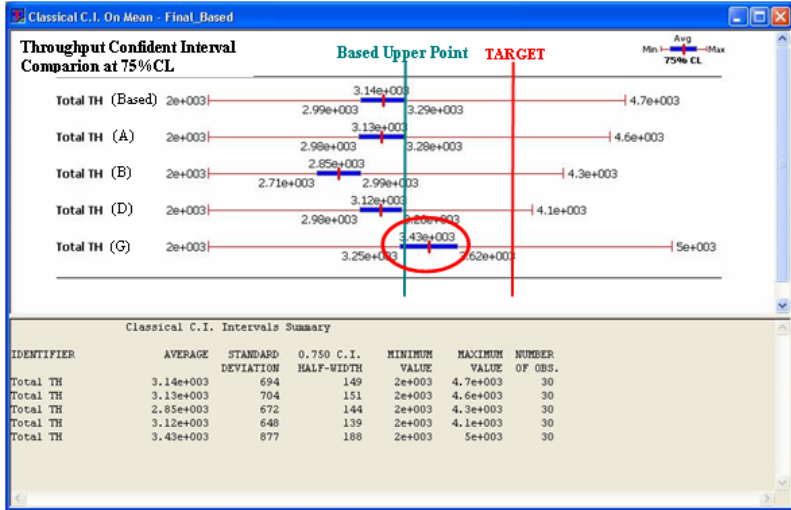 Classical C.I. On Mean - Final_Based
Throughput Confident Interval
Comparion at 75%CL
Based Upper Point
TARGET
Avg
Min Max
75% CL
Total TH (Based) 2e+003 3.14e+003 4.7e+003
2.99e+003 3.29e+003
Total TH (A) 2e+003 3.13e+003 4.6e+003
2.98e+003 3.28e+003
Total TH (B) 2e+003 2.85e+003 4.3e+003
2.71e+003 2.99e+003
Total TH (D) 2e+003 3.12e+003 4.1e+003
2.98e+003 3.26e+003
Total TH (G) 2e+003 3.43e+003 5e+003
3.25e+003 3.62e+003
Classical C.I. Intervals Summary
IDENTIFIER AVERAGE STANDARD 0.750 C.I. MINIMUM MAXIMUM NUMBER
DEVIATION HALF-WIDTH VALUE VALUE OF OBS.
Total TH 3.14e+003 694 149 2e+003 4.7e+003 30
Total TH 3.13e+003 704 151 2e+003 4.6e+003 30
Total TH 2.85e+003 672 144 2e+003 4.3e+003 30
Total TH 3.12e+003 648 139 2e+003 4.1e+003 30
Total TH 3.43e+003 877 188 2e+003 5e+003 30